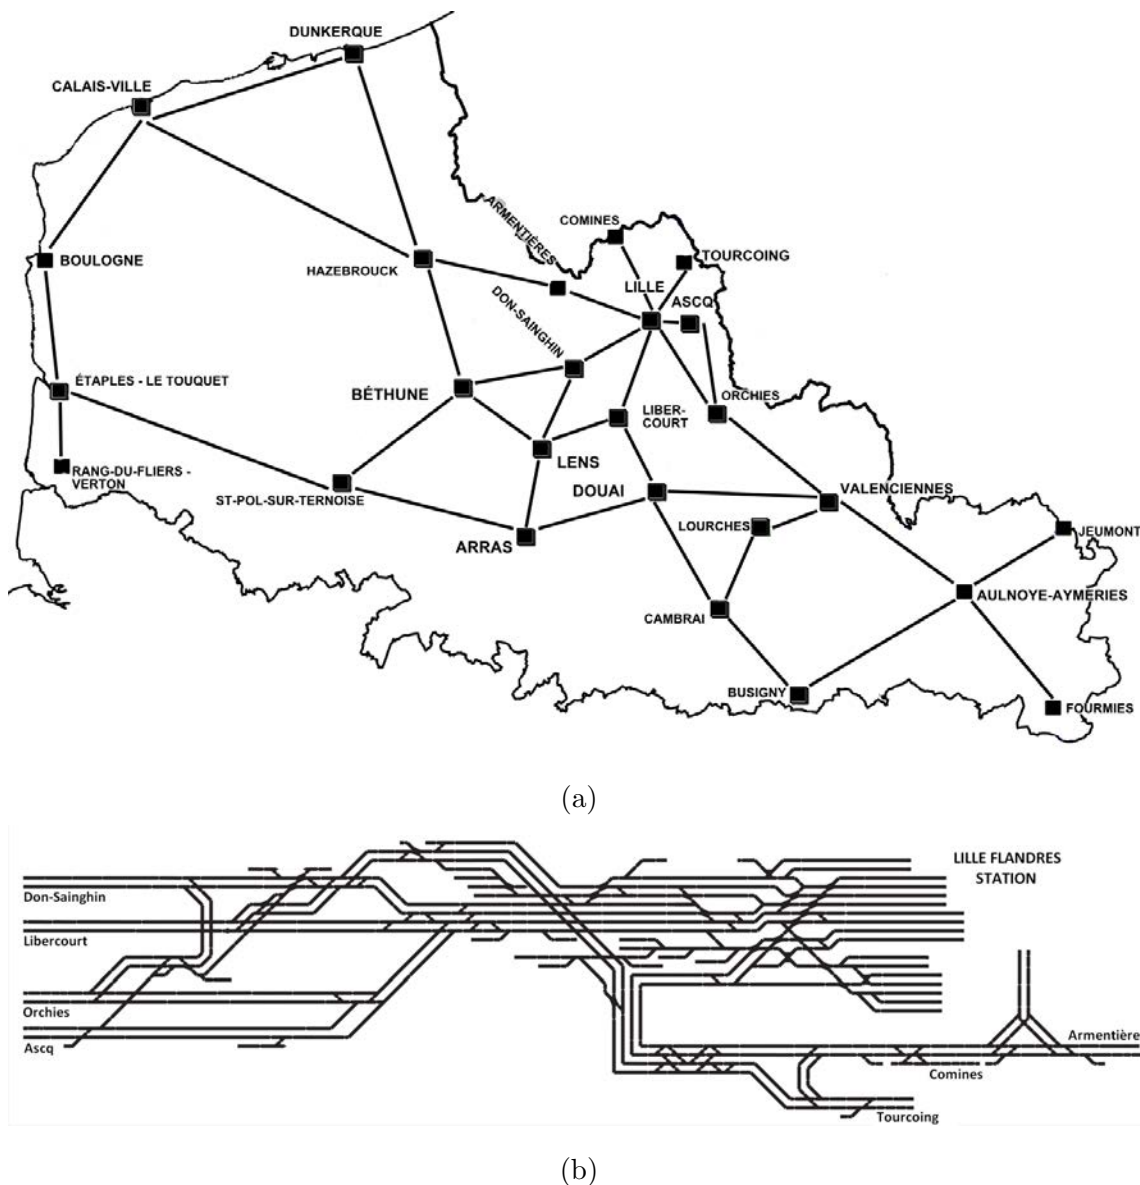 DUNKERQUE
CALAIS-VILLE
ARMENTIÈRES
COMINES
TOURCOING
BOULOGNE
HAZEBROUCK
LILLE
ASCQ
DON-SAINGHIN
ÉTAPLES - LE TOUQUET
BÉTHUNE
ORCHIES
LIBER-
COURT
RANG-DU-FLIERS -
VERTON
LENS
ST-POL-SUR-TERNOISE
DOUAI
VALENCIENNES
ARRAS
LOURCHES
JEUMONT
AULNOYE-AYMERIES
CAMBRAI
BUSIGNY
FOURMIES
(a)
LILLE FLANDRES
STATION
Don-Sainghin
Libercourt
Orchies
Ascq
Armentière
Comines
Tourcoing
(b)